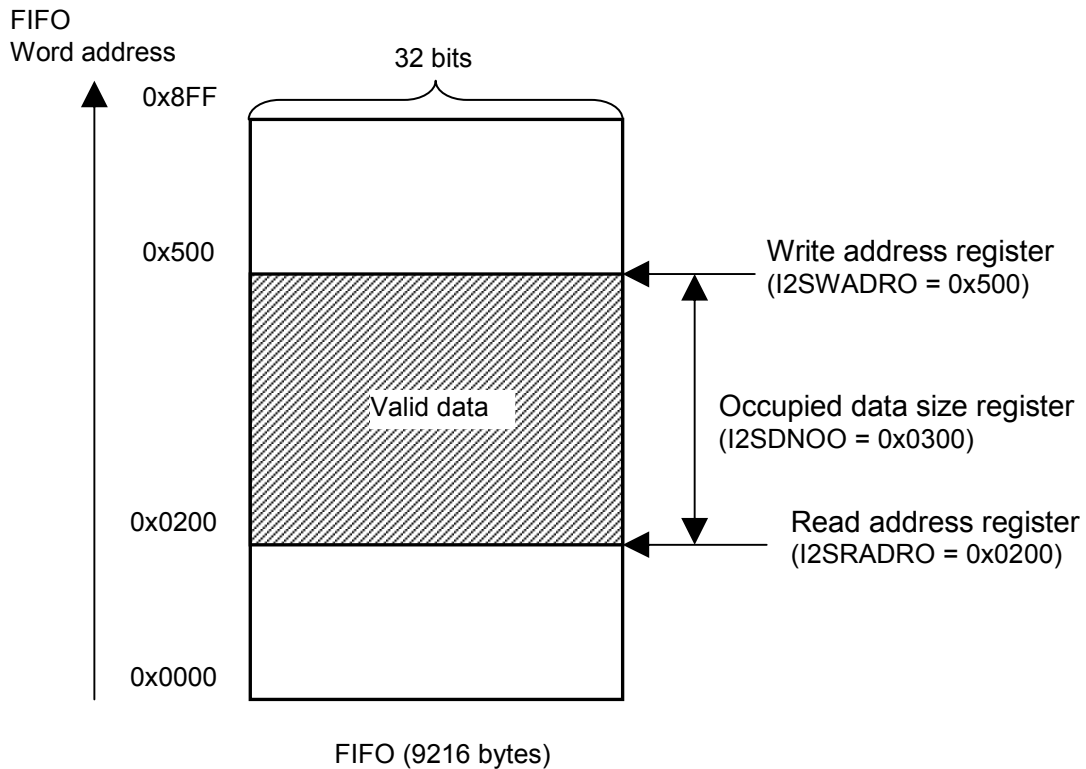 FIFO
Word address
32 bits
0x8FF
0x500
Write address register
(I2SWADRO = 0x500)
Valid data
Occupied data size register
(I2SDNOO = 0x0300)
0x0200
Read address register
(I2SRADRO = 0x0200)
0x0000
FIFO (9216 bytes)